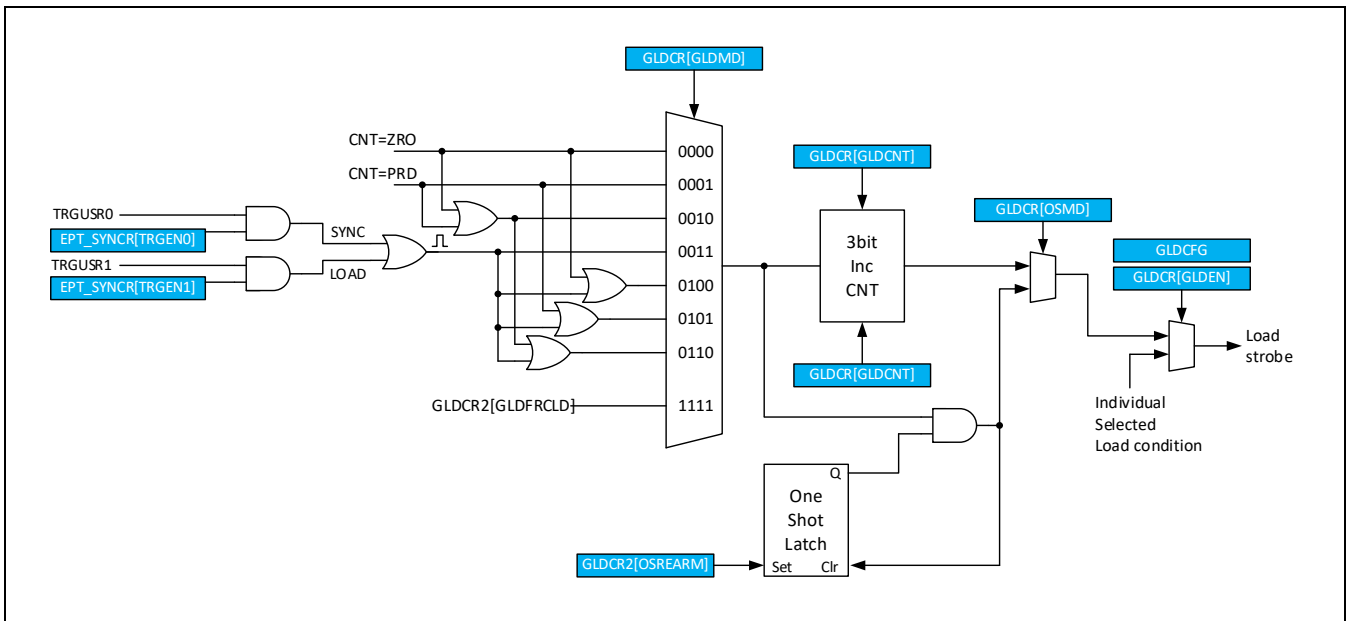 GLDCR[GLDMD]
CNT=ZRO
0000
GLDCR[GLDCNT]
CNT=PRD
0001
TRGUSR0
EPT_SYNCR[TRGEN0]
SYNC
0010
3bit
Inc
CNT
GLDCR[OSMD]
GLDCFG
TRGUSR1
EPT_SYNCR[TRGEN1]
LOAD
0011
GLDCR[GLDEN]
0100
0101
0110
Load
strobe
GLDCR[GLDCNT]
GLDCR2[GLDFRCLD]
1111
Individual
Selected
Load condition
Q
One
Shot
Latch
GLDCR2[OSREARM]
Set Clr